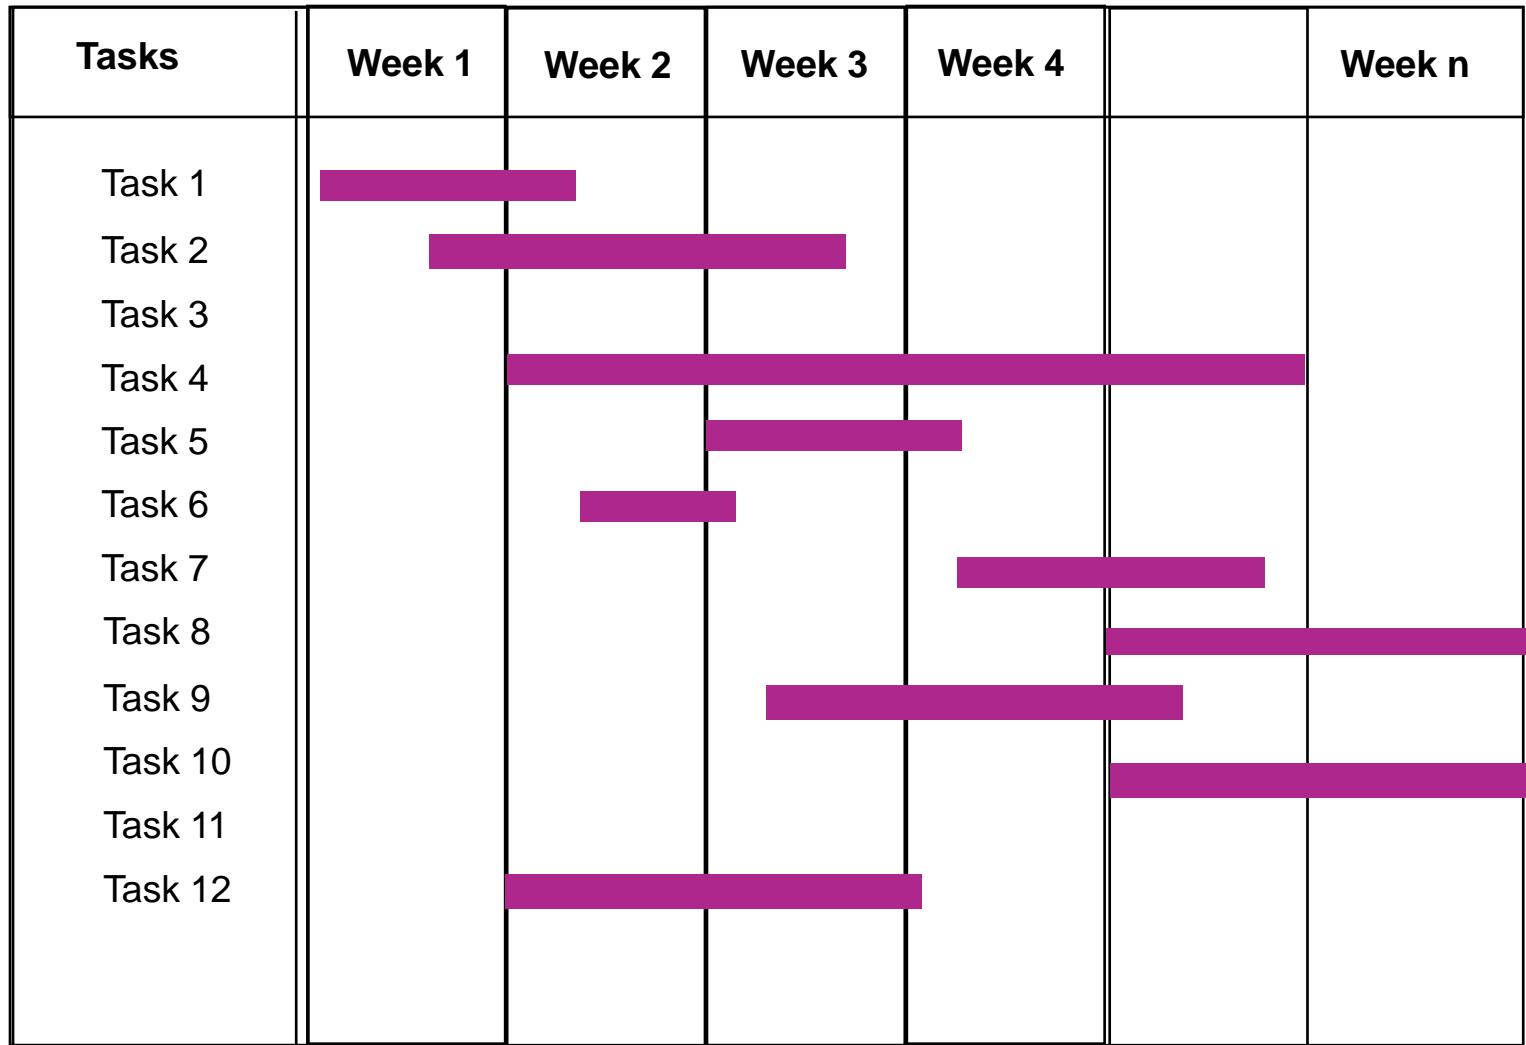 Tasks Week 1 Week 2 Week 3 Week 4 Week n
Task 1
Task 2
Task 3
Task 4
Task 5
Task 6
Task 7
Task 8
Task 9
Task 10
Task 11
Task 12